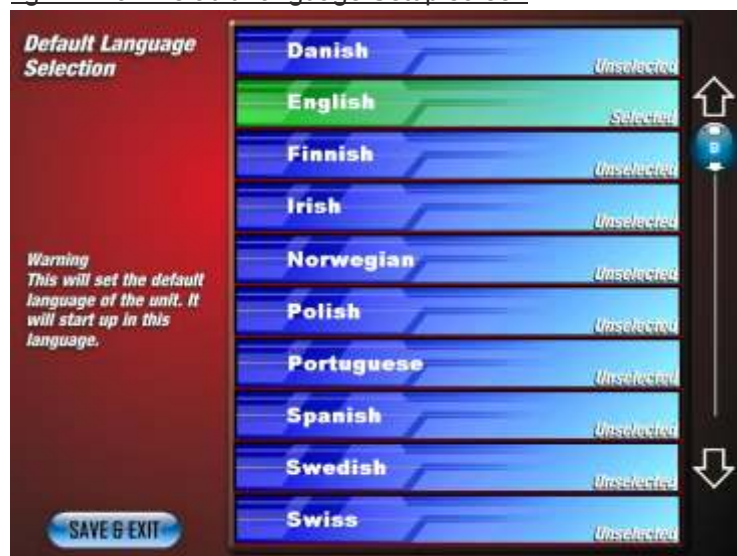 Default Language
Selection
Danish
Unselected
English
Selected
Finnish
Unselected
Irish
Unselected
Norwegian
Unselected
Polish
Unselected
Portuguese
Unselected
Spanish
Unselected
Swedish
Unselected
Swiss
Unselected
B
Warning
This will set the default
language of the unit. It
will start up in this
language.
SAVE & EXIT